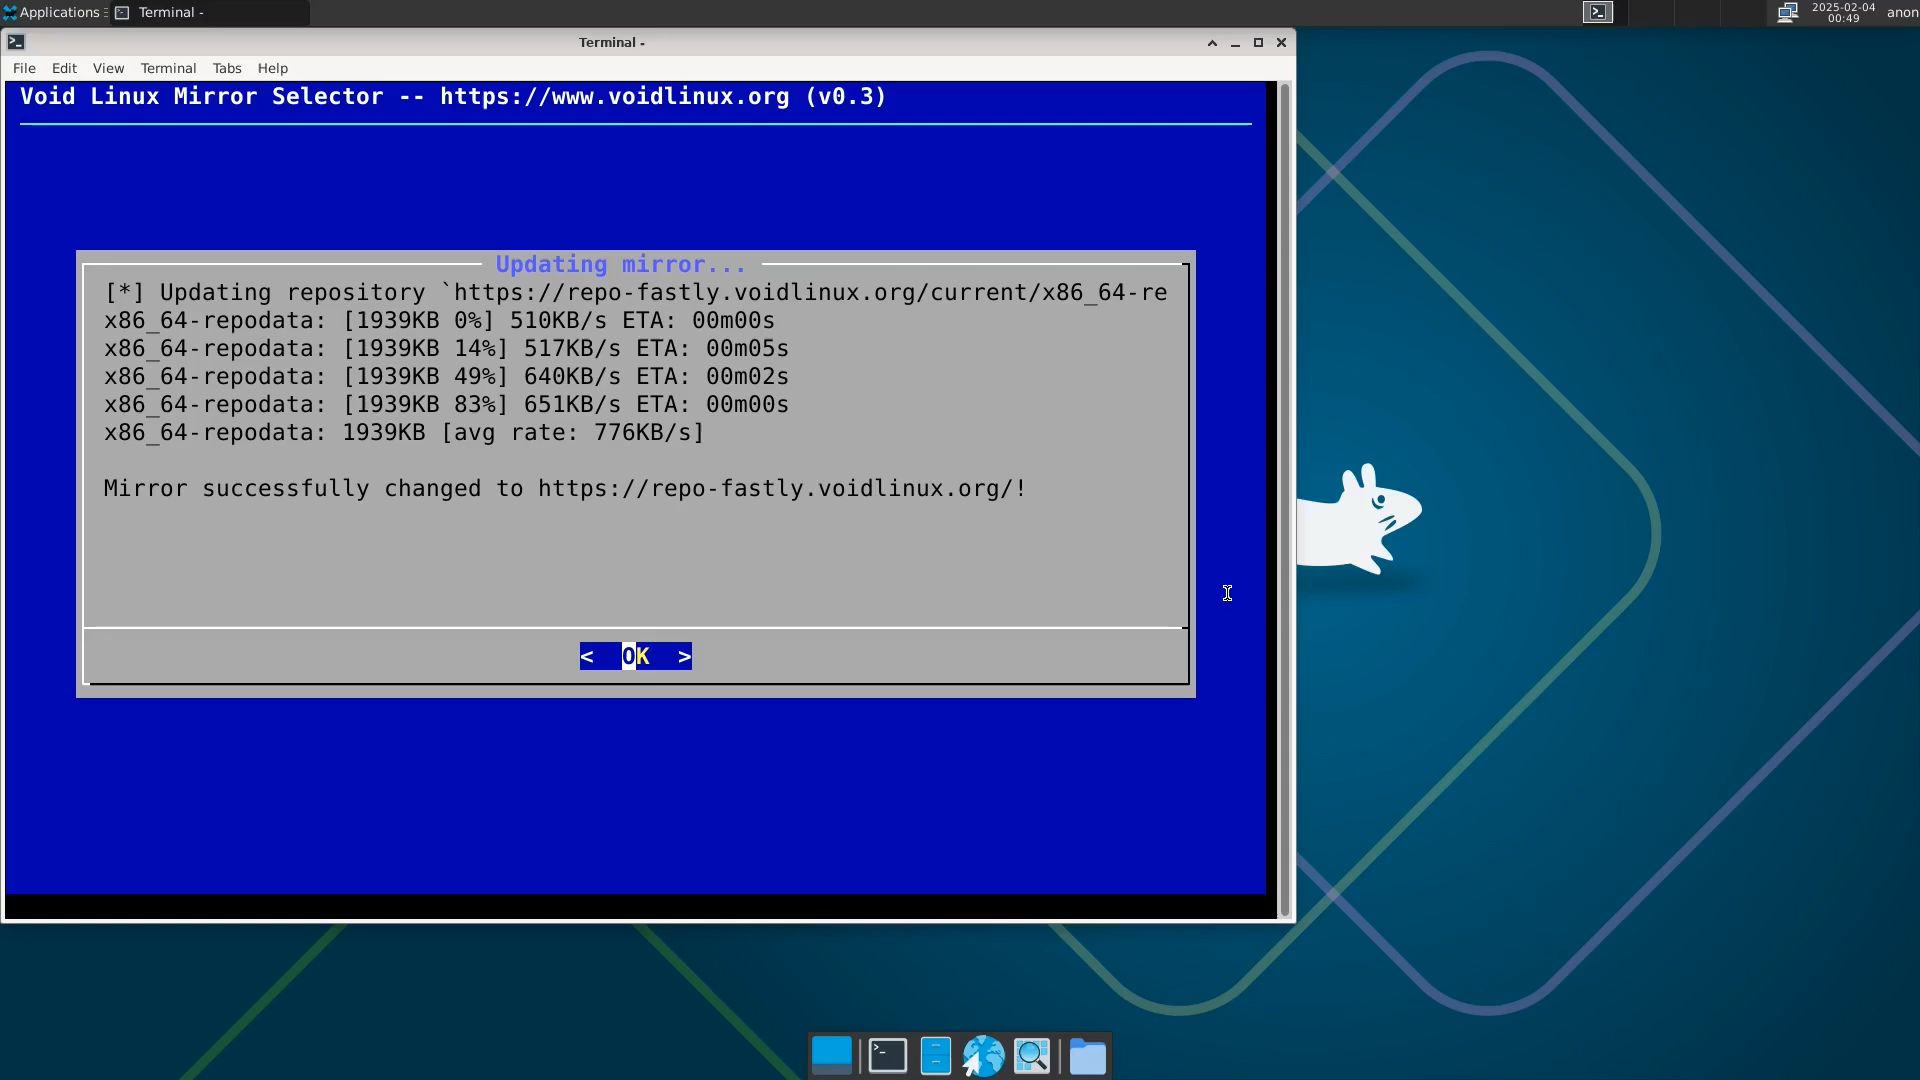 Applications
Terminal -
2025-02-04
00:49
anon
Terminal -
File Edit View Terminal Tabs Help
Void Linux Mirror Selector -- https://www.voidlinux.org (v0.3)
Updating mirror...
[*] Updating repository `https://repo-fastly.voidlinux.org/current/x86_64-re
x86_64-repodata: [1939KB 0%] 510KB/s ETA: 00m00s
x86_64-repodata: [1939KB 14%] 517KB/s ETA: 00m05s
x86_64-repodata: [1939KB 49%] 640KB/s ETA: 00m02s
x86_64-repodata: [1939KB 83%] 651KB/s ETA: 00m00s
x86_64-repodata: 1939KB [avg rate: 776KB/s]
Mirror successfully changed to https://repo-fastly.voidlinux.org/!
< OK >